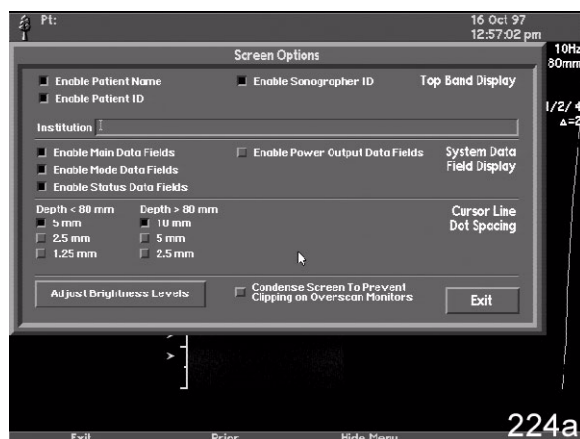 Pt: 16 Oct 97
12:57:02 pm
10Hz
80mm
Screen Options
Enable Patient Name Enable Sonographer ID Top Band Display
Enable Patient ID
1/2/ 4
Δ=2
Institution
Enable Main Data Fields Enable Power Output Data Fields System Data
Enable Mode Data Fields Field Display
Enable Status Data Fields
Depth < 80 mm Depth > 80 mm Cursor Line
5 mm 10 mm Dot Spacing
2.5 mm 5 mm
1.25 mm 2.5 mm
Adjust Brightness Levels Condense Screen To Prevent
Clipping on Overscan Monitors Exit
224a
Exit Prior Hide Menu